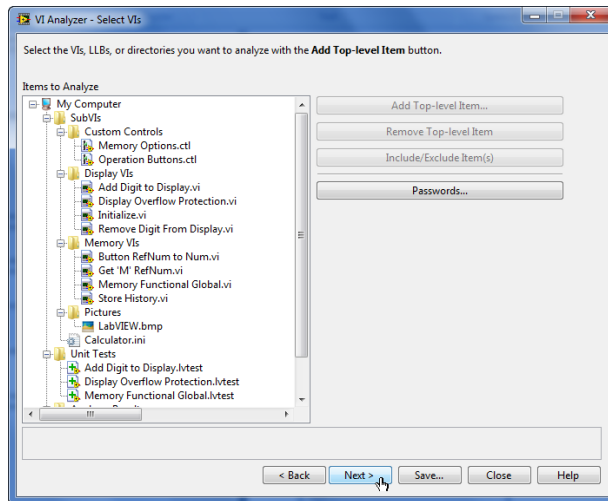 VI Analyzer - Select VIs
Select the VIs, LLBs, or directories you want to analyze with the Add Top-level Item button.
Items to Analyze
My Computer
SubVIs
Custom Controls
Memory Options.ctl
Operation Buttons.ctl
Display VIs
Add Digit to Display.vi
Display Overflow Protection.vi
Initialize.vi
Remove Digit From Display.vi
Memory VIs
Button RefNum to Num.vi
Get 'M' RefNum.vi
Memory Functional Global.vi
Store History.vi
Pictures
LabVIEW.bmp
Calculator.ini
Unit Tests
Add Digit to Display.lvtest
Display Overflow Protection.lvtest
Memory Functional Global.lvtest
Add Top-level Item...
Remove Top-level Item
Include/Exclude Item(s)
Passwords...
< Back Next > Save... Close Help